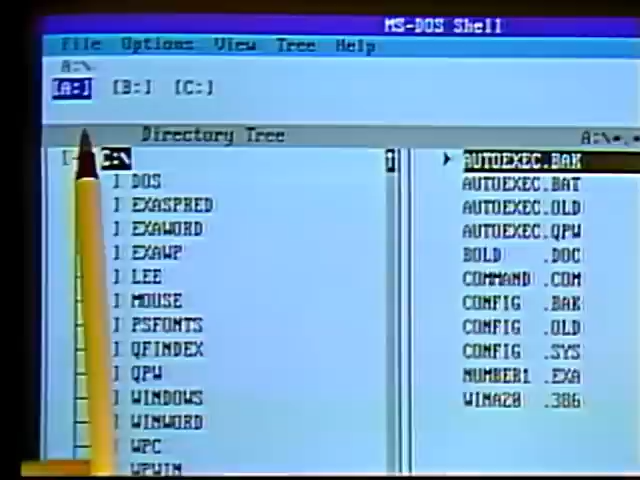 MS-DOS Shell
File Options View Tree Help
A:\
[A:] [B:] [C:]
Directory Tree A:\*.*
C:\ AUTOEXEC.BAK
DOS AUTOEXEC.BAT
EXASPRED AUTOEXEC.OLD
EXAWORD AUTOEXEC.QPW
EXAWP BOLD .DOC
LEE COMMAND .COM
MOUSE CONFIG .BAK
PSFONTS CONFIG .OLD
QFINDEX CONFIG .SYS
QPW NUMBER1 .EXA
WINDOWS WINA20 .386
WINWORD
WPC
WPWIN